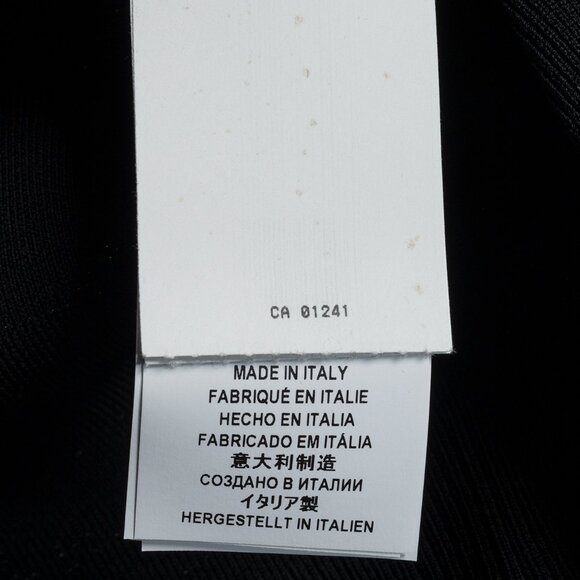 CA 01241
MADE IN ITALY
FABRIQUÉ EN ITALIE
HECHO EN ITALIA
FABRICADO EM ITÁLIA
意大利制造
СОЗДАНО В ИТАЛИИ
イタリア製
HERGESTELLT IN ITALIEN